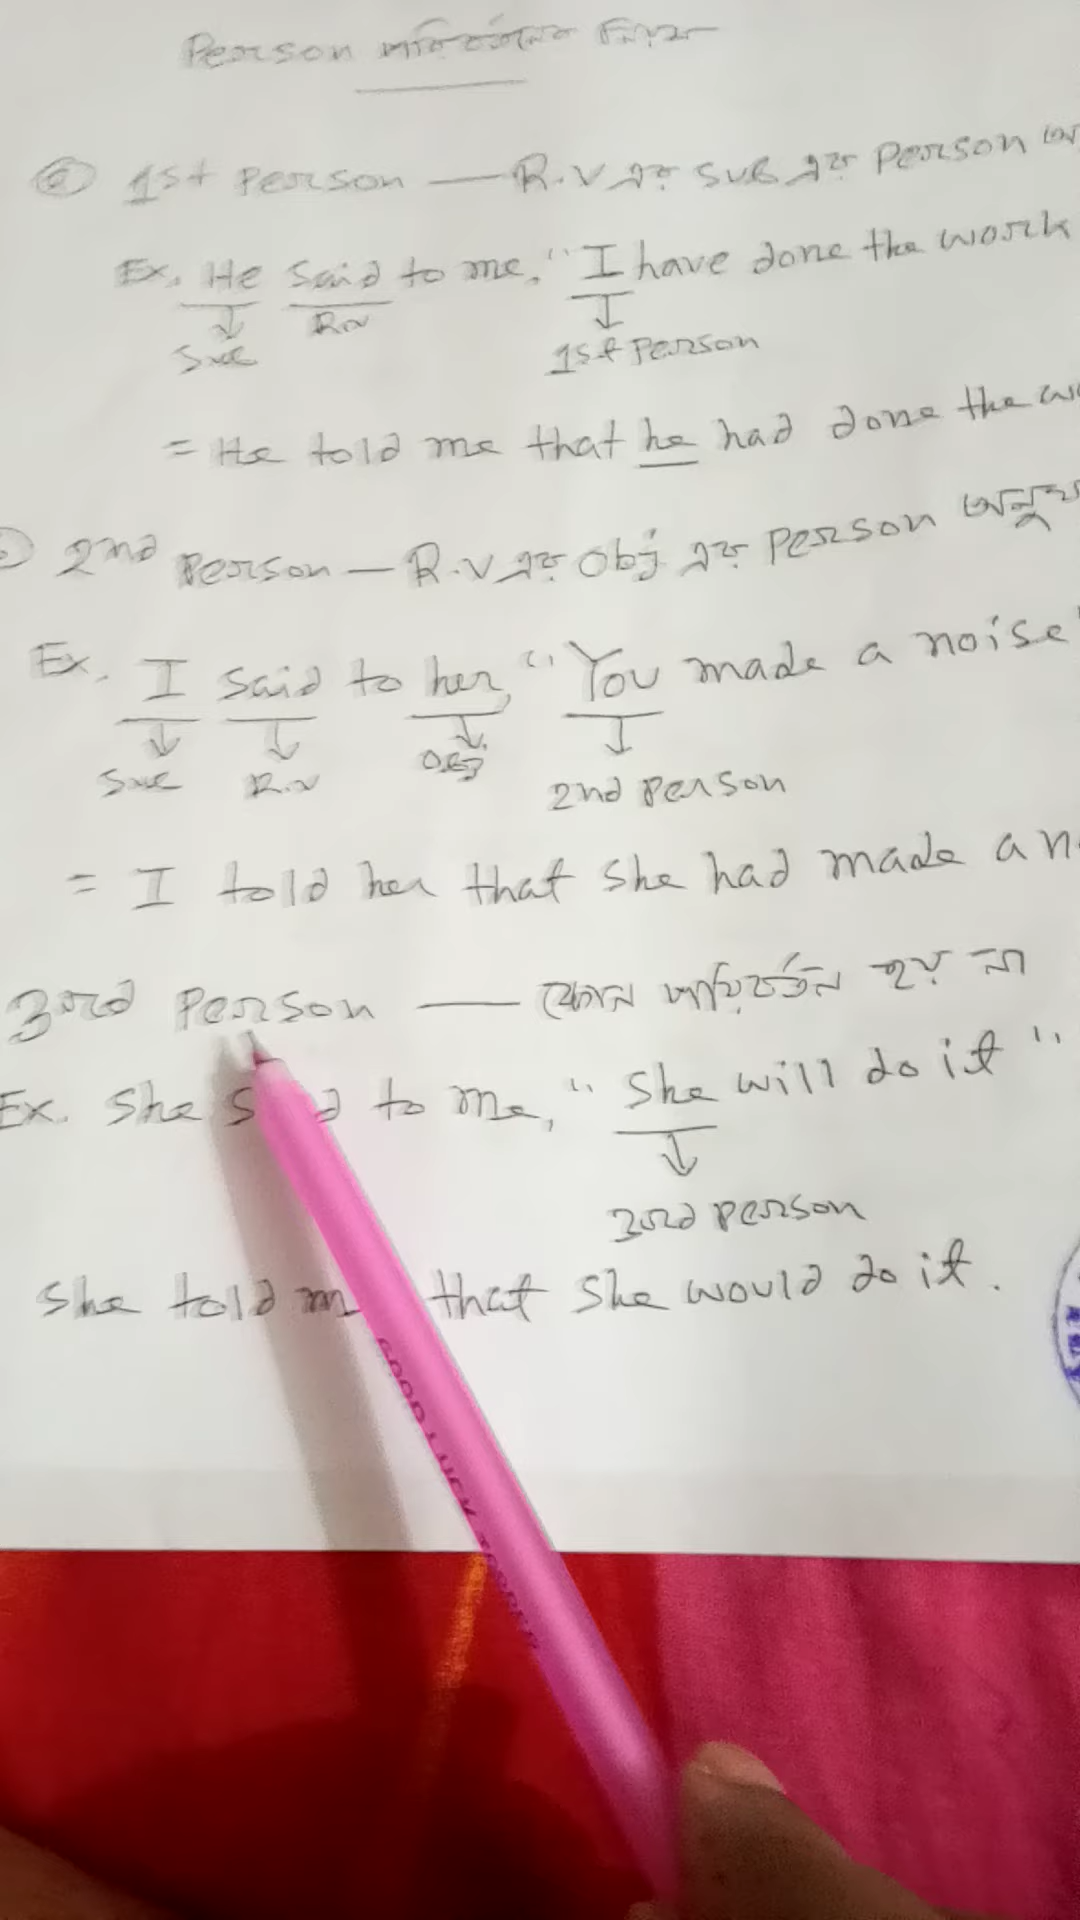 Person পরিবর্তনের নিয়ম
1st Person — R.V এর Sub এর Person
Ex. He Said to me, "I have done the work
Sub R.V 1st Person
= He told me that he had done the
2nd Person — R.V এর Obj এর Person
Ex. I Said to her, "You made a noise"
Sub R.V Obj 2nd Person
= I told her that She had made a
3rd Person — কোন পরিবর্তন হয় না
Ex. She to me, "She will do it"
3rd Person
She told that She would do it.
GOOD LUCK TOPPER